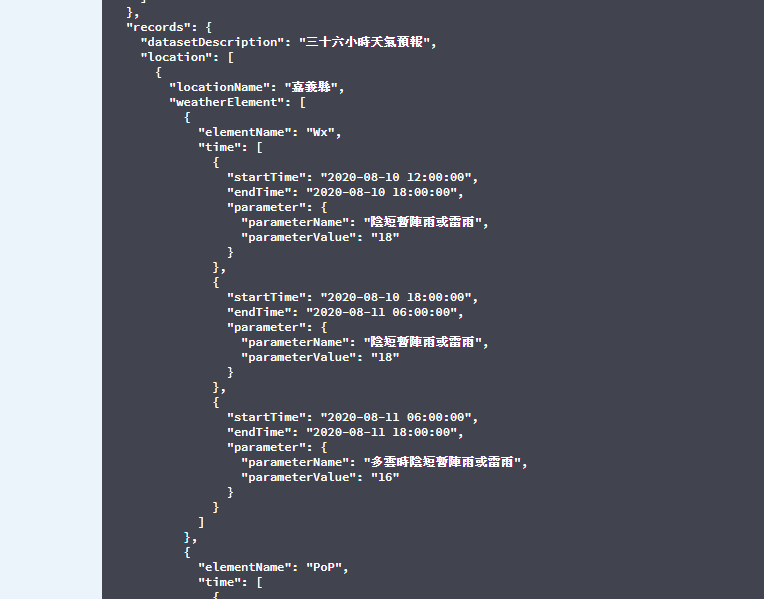 ]
},
"records": {
"datasetDescription": "三十六小時天氣預報",
"location": [
{
"locationName": "嘉義縣",
"weatherElement": [
{
"elementName": "Wx",
"time": [
{
"startTime": "2020-08-10 12:00:00",
"endTime": "2020-08-10 18:00:00",
"parameter": {
"parameterName": "陰短暫陣雨或雷雨",
"parameterValue": "18"
}
},
{
"startTime": "2020-08-10 18:00:00",
"endTime": "2020-08-11 06:00:00",
"parameter": {
"parameterName": "陰短暫陣雨或雷雨",
"parameterValue": "18"
}
},
{
"startTime": "2020-08-11 06:00:00",
"endTime": "2020-08-11 18:00:00",
"parameter": {
"parameterName": "多雲時陰短暫陣雨或雷雨",
"parameterValue": "16"
}
}
]
},
{
"elementName": "PoP",
"time": [
{